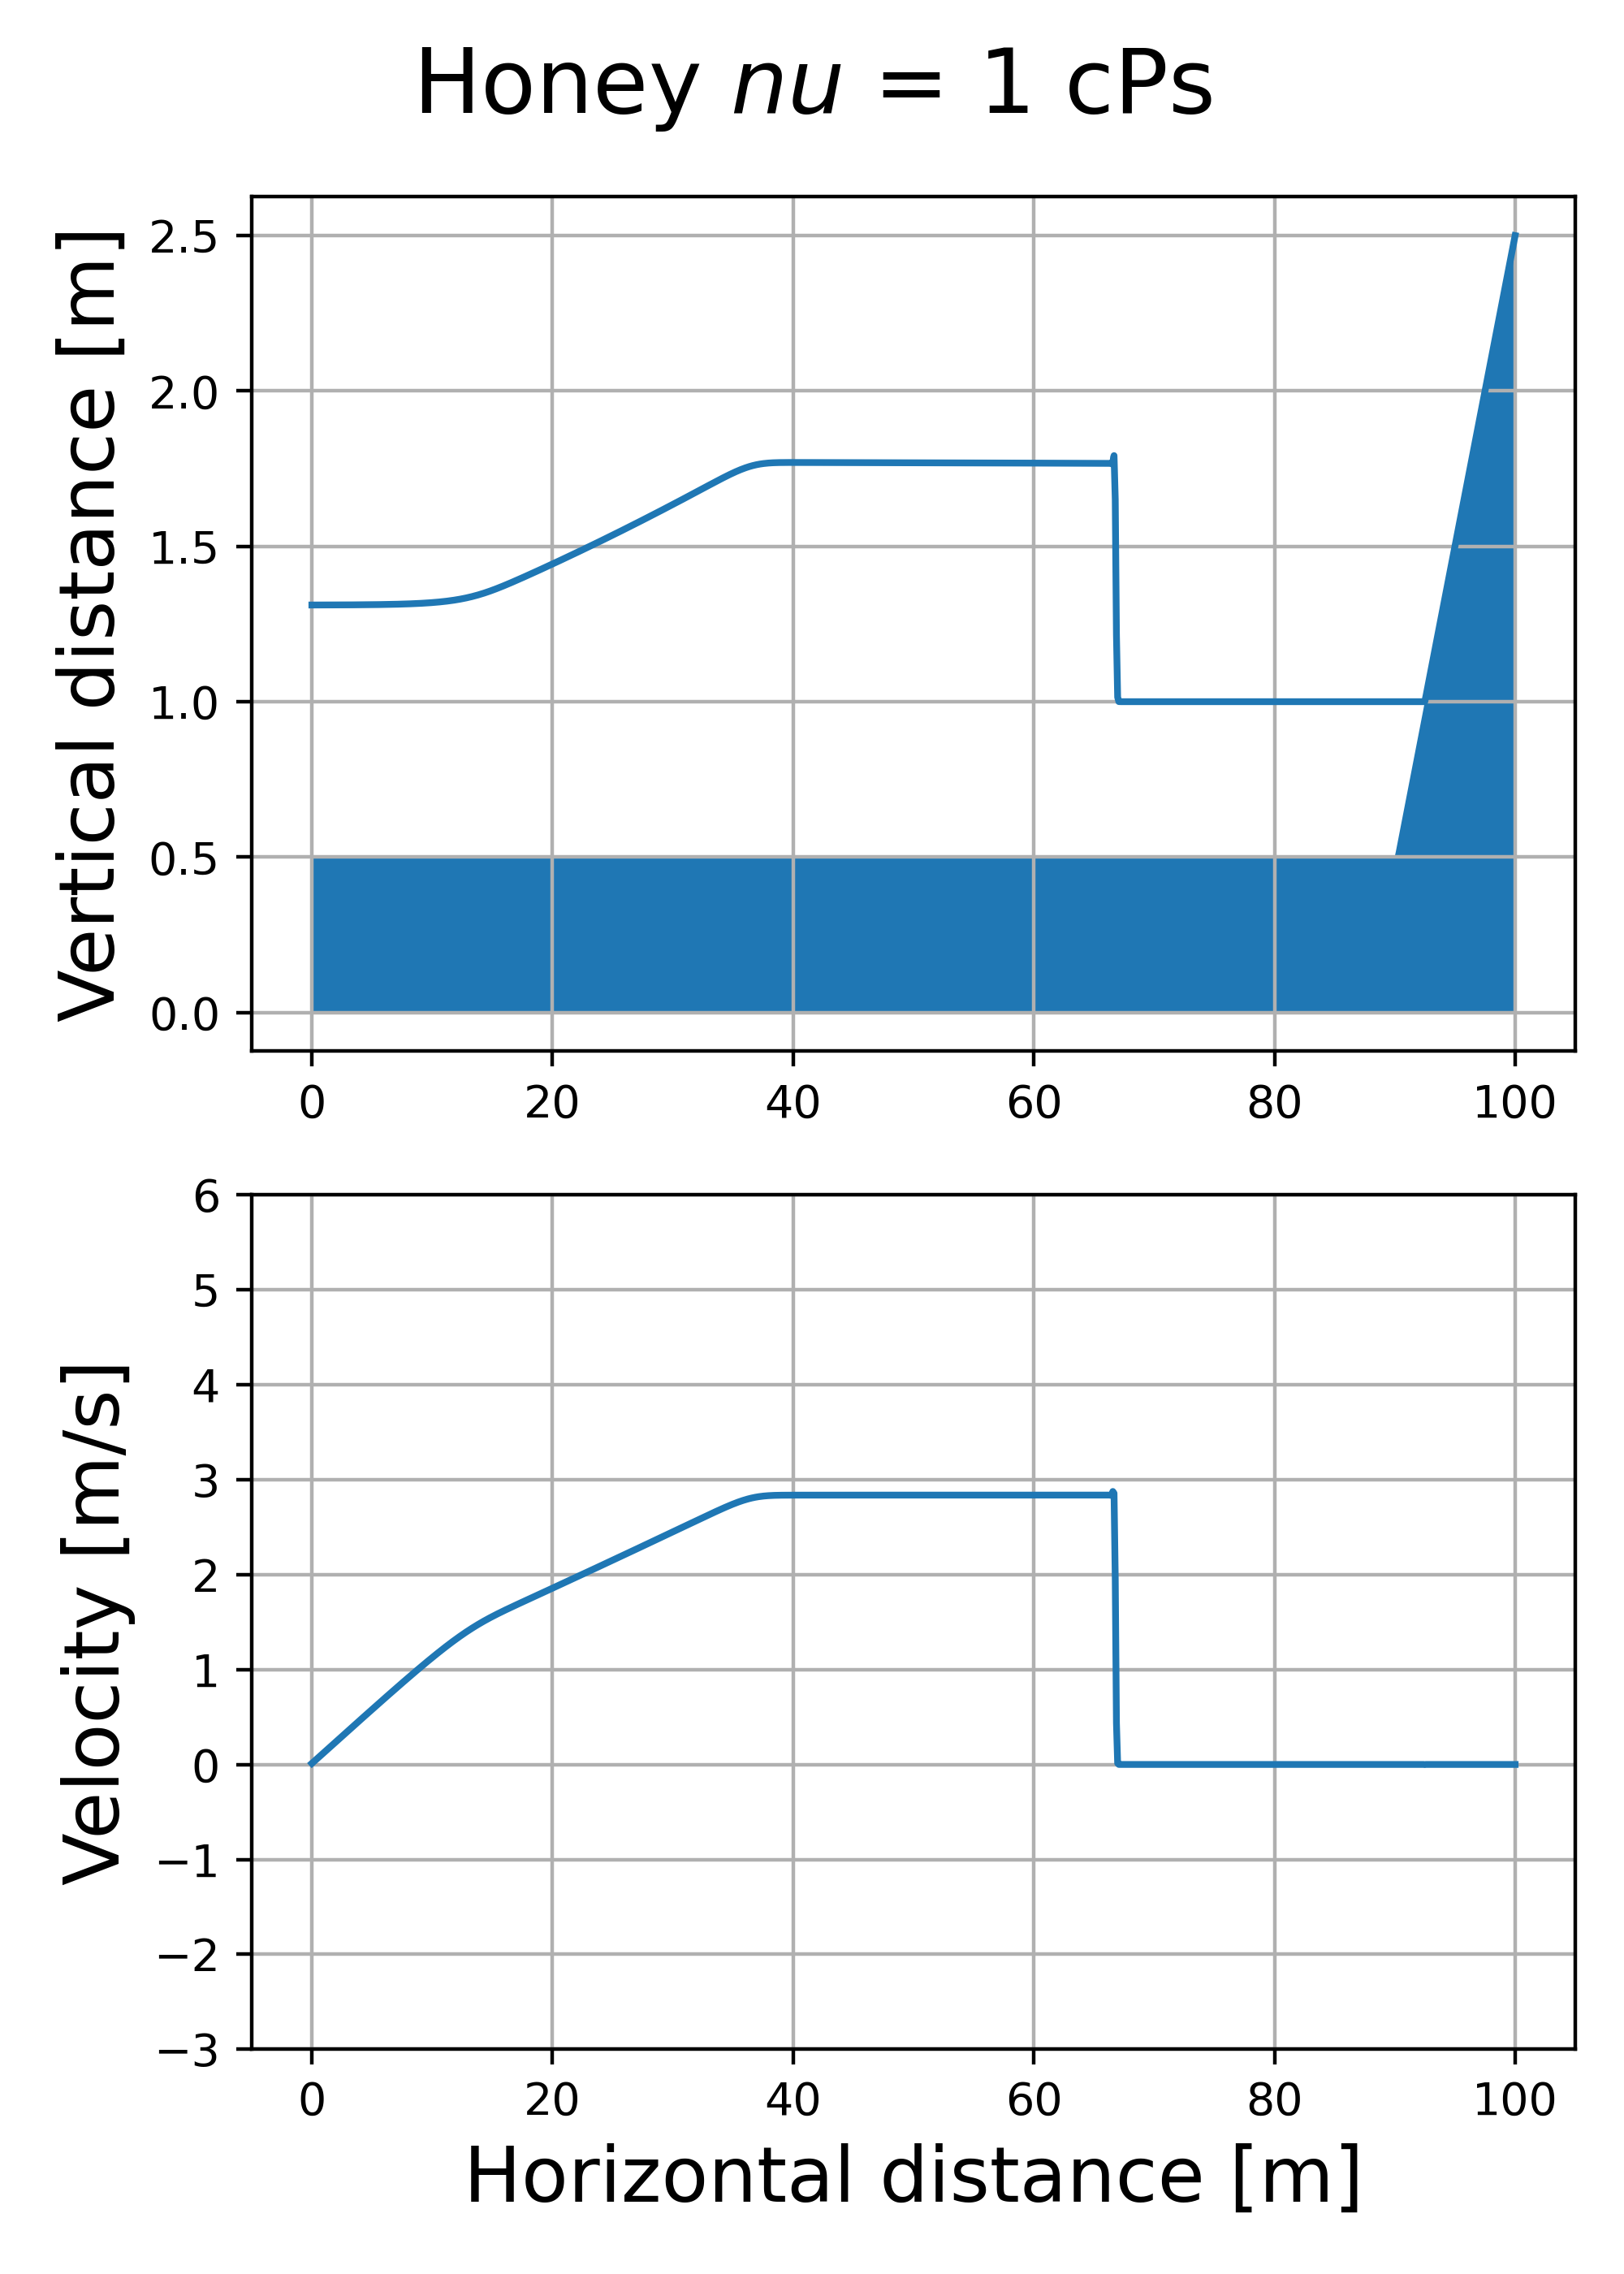 Honey nu = 1 cPs
Vertical distance [m]
2.5
2.0
1.5
1.0
0.5
0.0
0 20 40 60 80 100
Velocity [m/s]
6
5
4
3
2
1
0
−1
−2
−3
0 20 40 60 80 100
Horizontal distance [m]